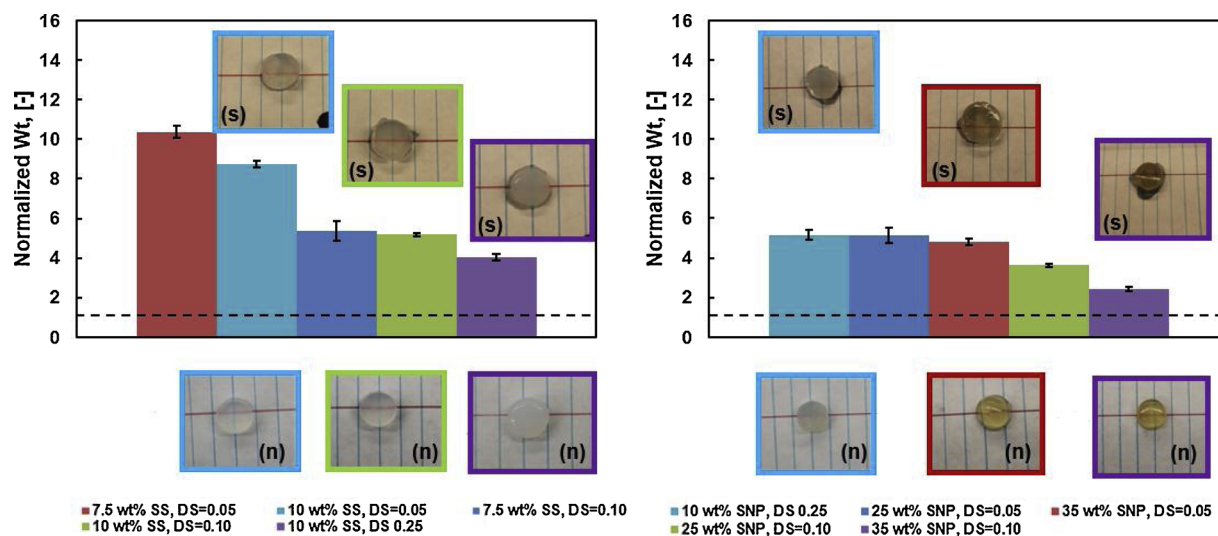 16
14
12
10
8
6
4
2
0
Normalized Wt, [-]
(s)
(s)
(s)
(n)
(n)
(n)
7.5 wt% SS, DS=0.05
10 wt% SS, DS=0.05
7.5 wt% SS, DS=0.10
10 wt% SS, DS=0.10
10 wt% SS, DS 0.25
16
14
12
10
8
6
4
2
0
Normalized Wt, [-]
(s)
(s)
(s)
(n)
(n)
(n)
10 wt% SNP, DS 0.25
25 wt% SNP, DS=0.05
35 wt% SNP, DS=0.05
25 wt% SNP, DS=0.10
35 wt% SNP, DS=0.10